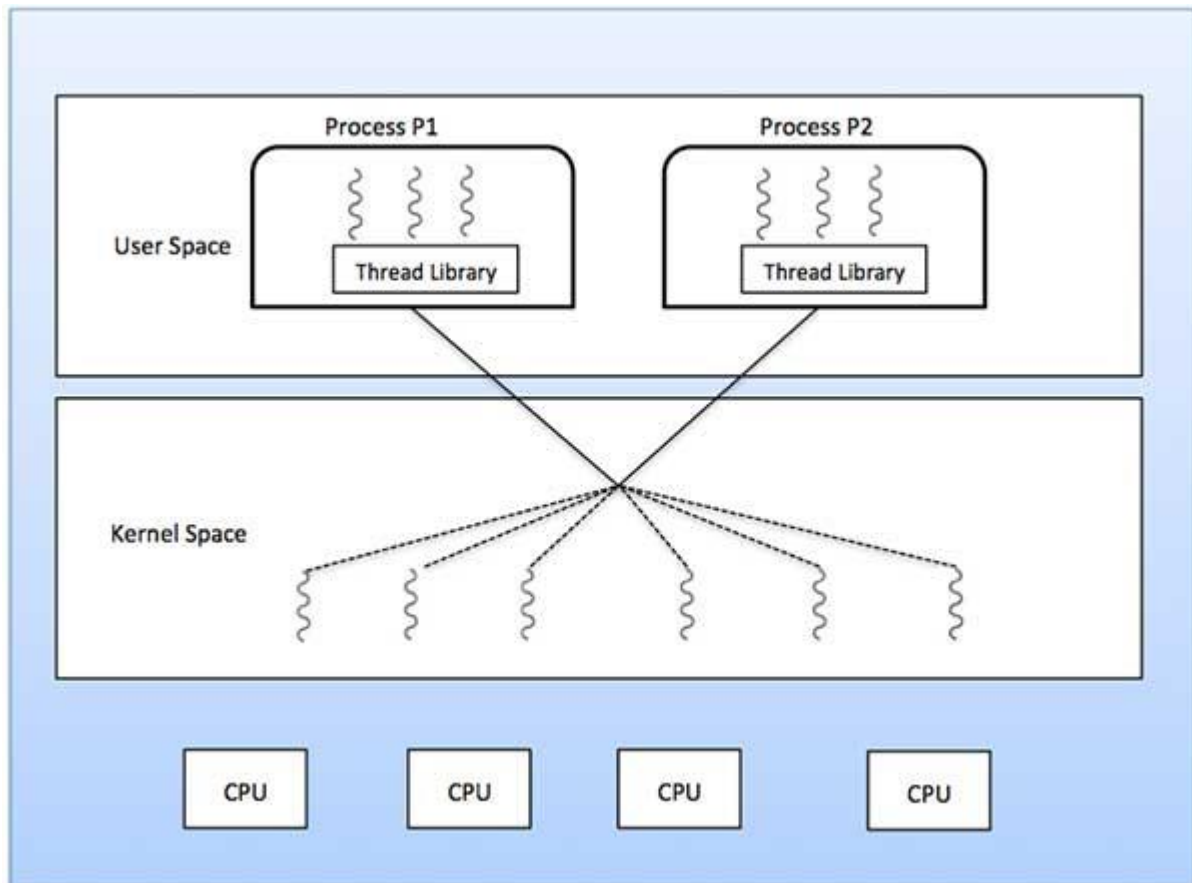 Process P1
Process P2
User Space
Thread Library
Thread Library
Kernel Space
CPU
CPU
CPU
CPU